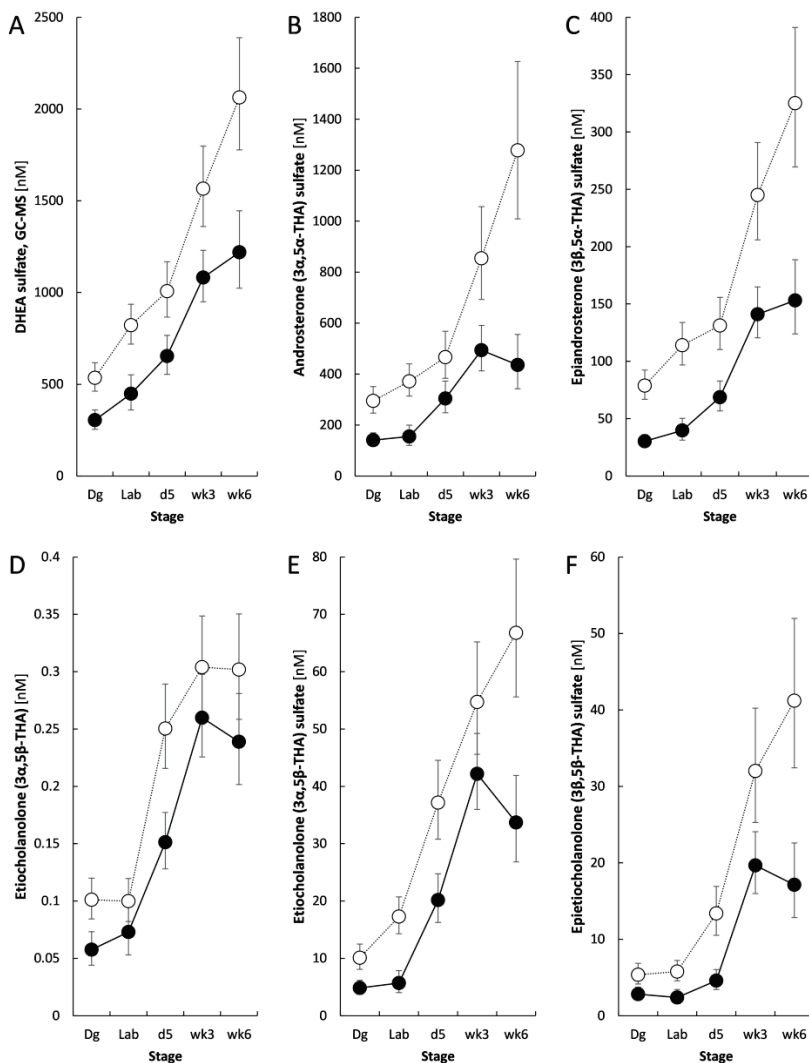 A
2500
2000
1500
1000
500
0
DHEA sulfate, GC-MS [nM]
Dg Lab d5 wk3 wk6
Stage
B
1800
1600
1400
1200
1000
800
600
400
200
0
Androsterone (3α,5α-THA) sulfate [nM]
Dg Lab d5 wk3 wk6
Stage
C
400
350
300
250
200
150
100
50
0
Epiandrosterone (3β,5α-THA) sulfate [nM]
Dg Lab d5 wk3 wk6
Stage
D
0.4
0.35
0.3
0.25
0.2
0.15
0.1
0.05
0
Etiocholanolone (3α,5β-THA) [nM]
Dg Lab d5 wk3 wk6
Stage
E
80
70
60
50
40
30
20
10
0
Etiocholanolone (3α,5β-THA) sulfate [nM]
Dg Lab d5 wk3 wk6
Stage
F
60
50
40
30
20
10
0
Epietiocholanolone (3β,5β-THA) sulfate [nM]
Dg Lab d5 wk3 wk6
Stage